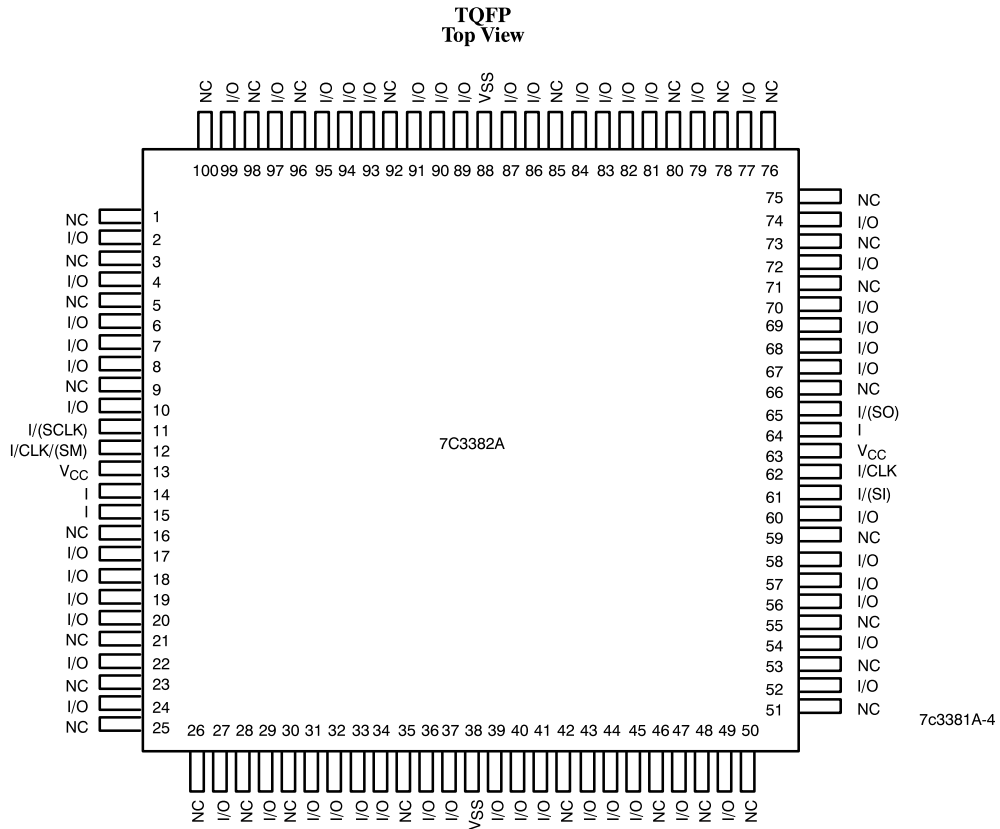 TQFP
Top View
NC I/O NC I/O NC I/O I/O I/O NC I/O I/O I/O VSS I/O I/O NC I/O I/O I/O I/O NC I/O NC I/O NC
100 99 98 97 96 95 94 93 92 91 90 89 88 87 86 85 84 83 82 81 80 79 78 77 76
NC 1
I/O 2
NC 3
I/O 4
NC 5
I/O 6
I/O 7
I/O 8
NC 9
I/O 10
I/(SCLK) 11
I/CLK/(SM) 12
VCC 13
I 14
I 15
NC 16
I/O 17
I/O 18
I/O 19
I/O 20
NC 21
I/O 22
NC 23
I/O 24
NC 25
7C3382A
75 NC
74 I/O
73 NC
72 I/O
71 NC
70 I/O
69 I/O
68 I/O
67 I/O
66 NC
65 I/(SO)
64 I
63 VCC
62 I/CLK
61 I/(SI)
60 I/O
59 NC
58 I/O
57 I/O
56 I/O
55 NC
54 I/O
53 NC
52 I/O
51 NC
7c3381A-4
26 27 28 29 30 31 32 33 34 35 36 37 38 39 40 41 42 43 44 45 46 47 48 49 50
NC I/O NC I/O NC I/O I/O I/O I/O NC I/O I/O VSS I/O I/O I/O NC I/O I/O I/O NC I/O NC I/O NC